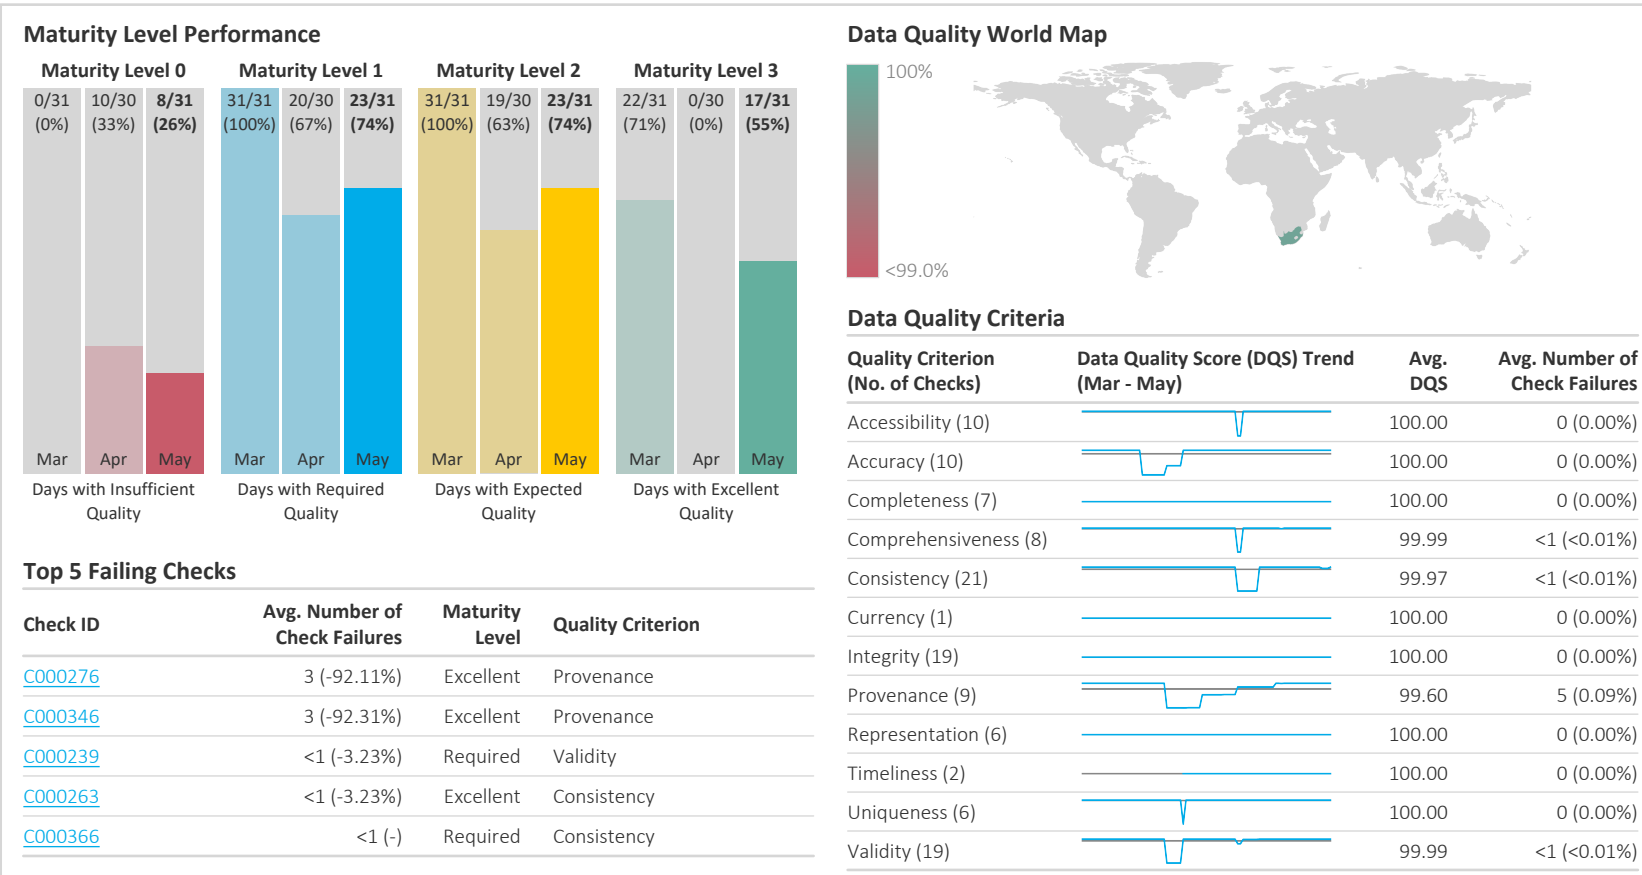 Maturity Level Performance
Maturity Level 0
Maturity Level 1
Maturity Level 2
Maturity Level 3
0/31 10/30 8/31
(0%) (33%) (26%)
31/31 20/30 23/31
(100%) (67%) (74%)
31/31 19/30 23/31
(100%) (63%) (74%)
22/31 0/30 17/31
(71%) (0%) (55%)
Mar Apr May
Mar Apr May
Mar Apr May
Mar Apr May
Days with Insufficient
Quality
Days with Required
Quality
Days with Expected
Quality
Days with Excellent
Quality
Top 5 Failing Checks
Check ID
Avg. Number of
Check Failures
Maturity
Level
Quality Criterion
C000276 3 (-92.11%) Excellent Provenance
C000346 3 (-92.31%) Excellent Provenance
C000239 <1 (-3.23%) Required Validity
C000263 <1 (-3.23%) Excellent Consistency
C000366 <1 (-) Required Consistency
Data Quality World Map
100%
<99.0%
Data Quality Criteria
Quality Criterion
(No. of Checks)
Data Quality Score (DQS) Trend
(Mar - May)
Avg.
DQS
Avg. Number of
Check Failures
Accessibility (10) 100.00 0 (0.00%)
Accuracy (10) 100.00 0 (0.00%)
Completeness (7) 100.00 0 (0.00%)
Comprehensiveness (8) 99.99 <1 (<0.01%)
Consistency (21) 99.97 <1 (<0.01%)
Currency (1) 100.00 0 (0.00%)
Integrity (19) 100.00 0 (0.00%)
Provenance (9) 99.60 5 (0.09%)
Representation (6) 100.00 0 (0.00%)
Timeliness (2) 100.00 0 (0.00%)
Uniqueness (6) 100.00 0 (0.00%)
Validity (19) 99.99 <1 (<0.01%)